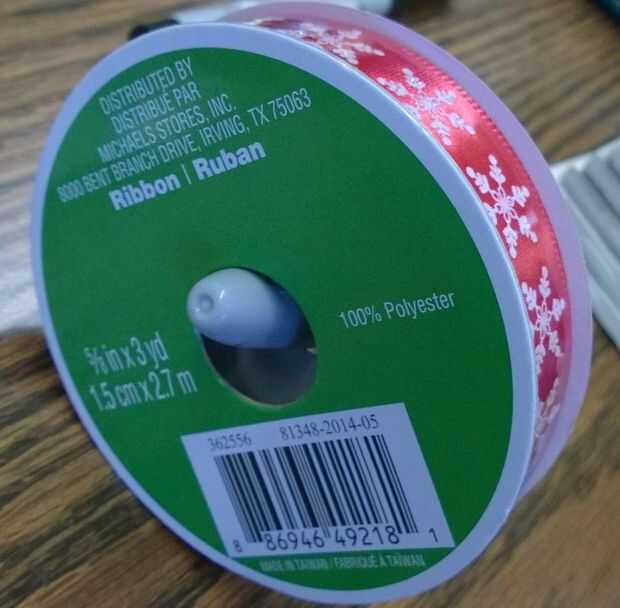 DISTRIBUTED BY
DISTRIBUÉ PAR
MICHAELS STORES, INC.
8000 BENT BRANCH DRIVE, IRVING, TX 75063
Ribbon | Ruban
100% Polyester
⅝ in x 3 yd
1.5 cm x 2.7 m
362556 81348-2014-05
8 86946 49218 1
MADE IN TAIWAN / FABRIQUÉ À TAÏWAN